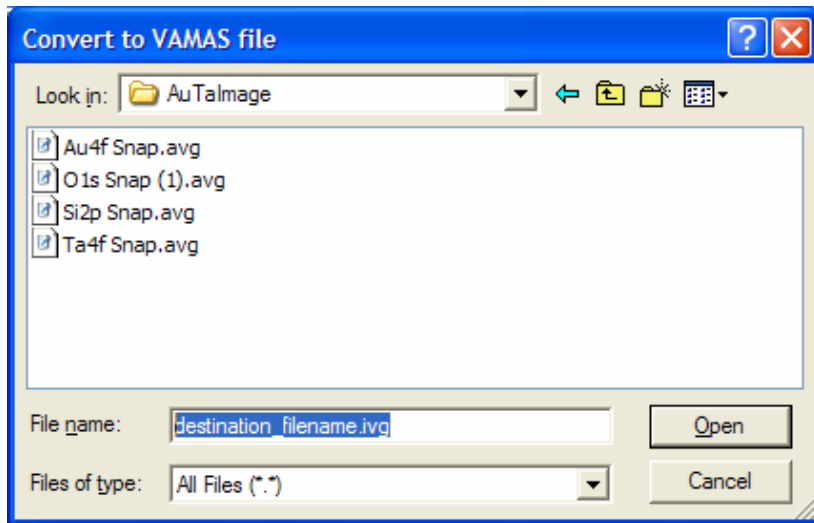 Convert to VAMAS file
Look in: AuTaImage
Au4f Snap.avg
O1s Snap (1).avg
Si2p Snap.avg
Ta4f Snap.avg
File name: destination_filename.ivg Open
Files of type: All Files (*.*) Cancel